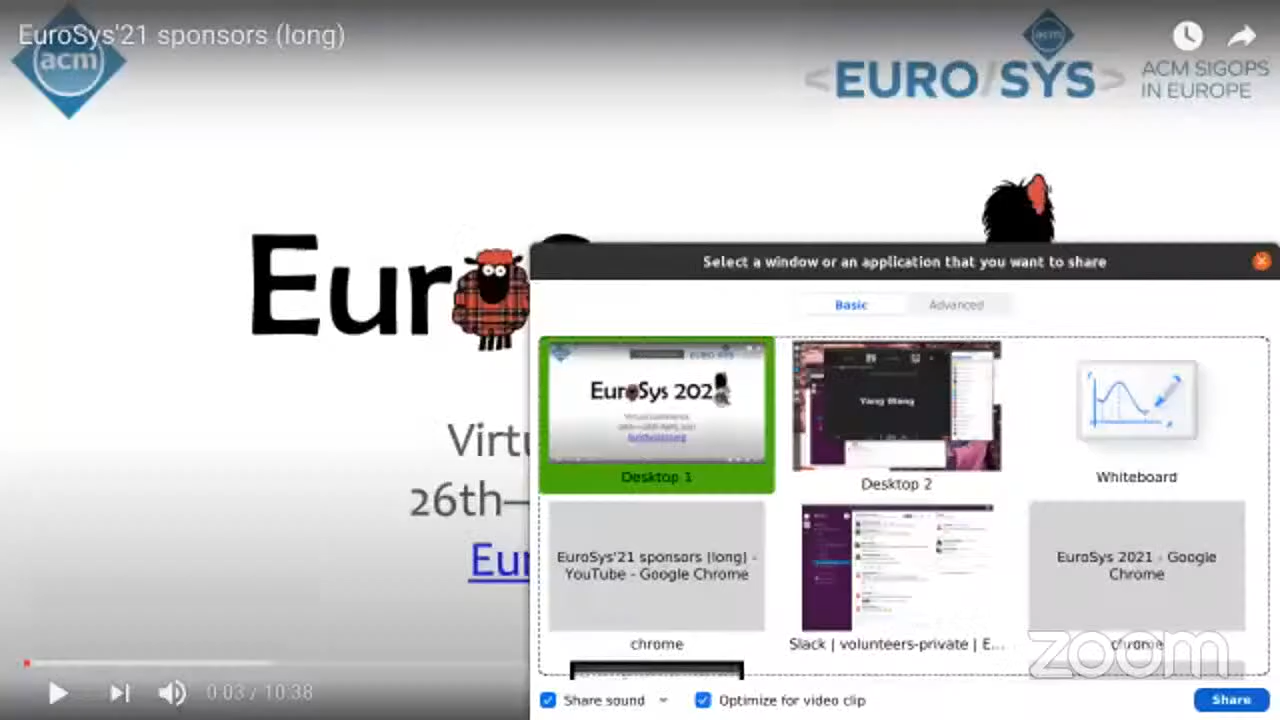 EuroSys'21 sponsors (long)
acm
acm
<EURO/SYS>
ACM SIGOPS
IN EUROPE
Eur
Virtu
26th—
Eur
0:03 / 10:38
Select a window or an application that you want to share
Basic
Advanced
EuroSys 202
Desktop 1
Yang Wang
Desktop 2
Whiteboard
EuroSys'21 sponsors (long) -
YouTube - Google Chrome
chrome
Slack | volunteers-private | E...
EuroSys 2021 - Google
Chrome
chrome
zoom
Share sound
Optimize for video clip
Share